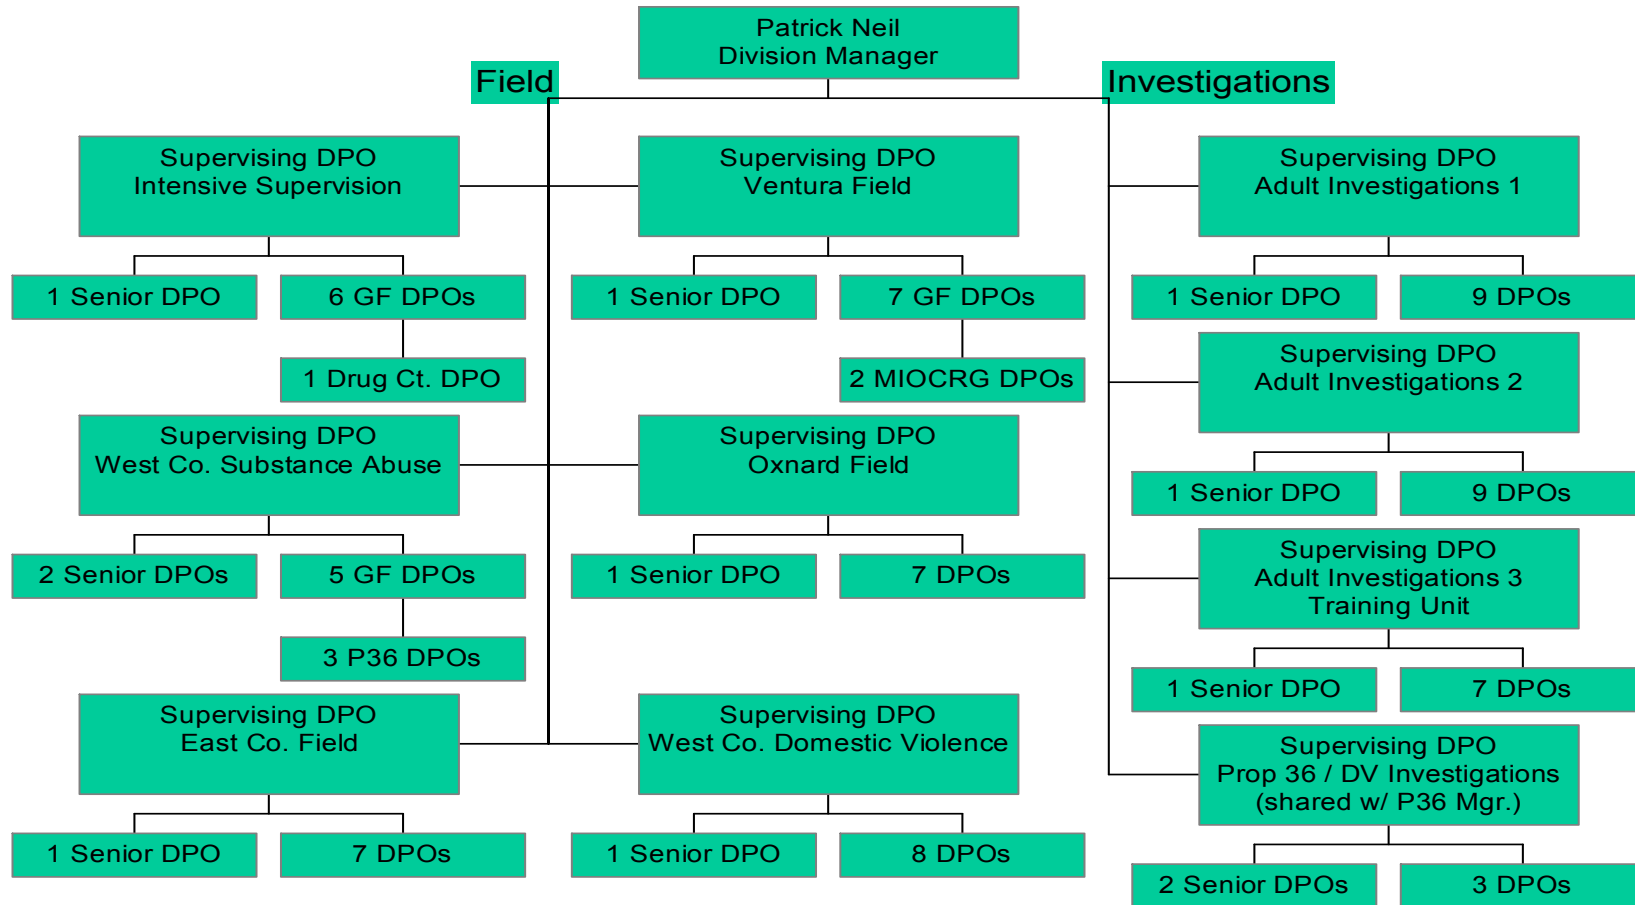 Patrick Neil
Division Manager
Field
Investigations
Supervising DPO
Intensive Supervision
1 Senior DPO
6 GF DPOs
1 Drug Ct. DPO
Supervising DPO
Ventura Field
1 Senior DPO
7 GF DPOs
2 MIOCRG DPOs
Supervising DPO
Adult Investigations 1
1 Senior DPO
9 DPOs
Supervising DPO
Adult Investigations 2
1 Senior DPO
9 DPOs
Supervising DPO
West Co. Substance Abuse
2 Senior DPOs
5 GF DPOs
3 P36 DPOs
Supervising DPO
Oxnard Field
1 Senior DPO
7 DPOs
Supervising DPO
Adult Investigations 3
Training Unit
1 Senior DPO
7 DPOs
Supervising DPO
East Co. Field
1 Senior DPO
7 DPOs
Supervising DPO
West Co. Domestic Violence
1 Senior DPO
8 DPOs
Supervising DPO
Prop 36 / DV Investigations
(shared w/ P36 Mgr.)
2 Senior DPOs
3 DPOs